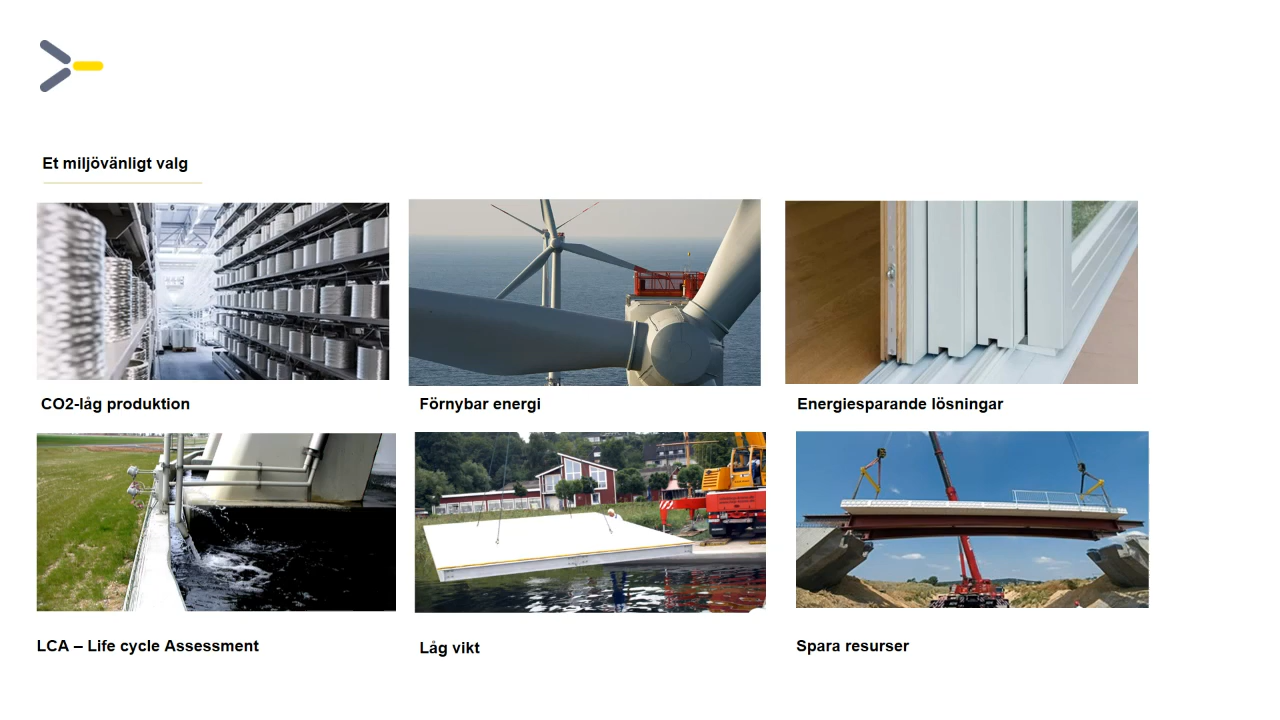 Et miljövänligt valg
CO2-låg produktion
Förnybar energi
Energiesparande lösningar
LCA – Life cycle Assessment
Låg vikt
Spara resurser